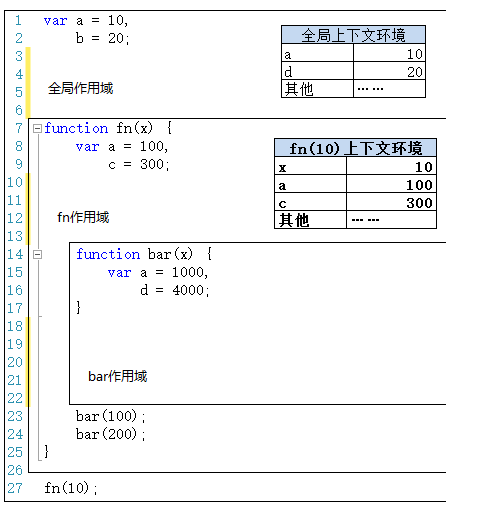 1 var a = 10,
2 b = 20;
3
4
5
6
全局作用域
全局上下文环境
a 10
d 20
其他 ……
7 function fn(x) {
8 var a = 100,
9 c = 300;
10
11
12
13
fn作用域
fn(10)上下文环境
x 10
a 100
c 300
其他 ……
14 function bar(x) {
15 var a = 1000,
16 d = 4000;
17 }
18
19
20
21
22
bar作用域
23 bar(100);
24 bar(200);
25 }
26
27 fn(10);